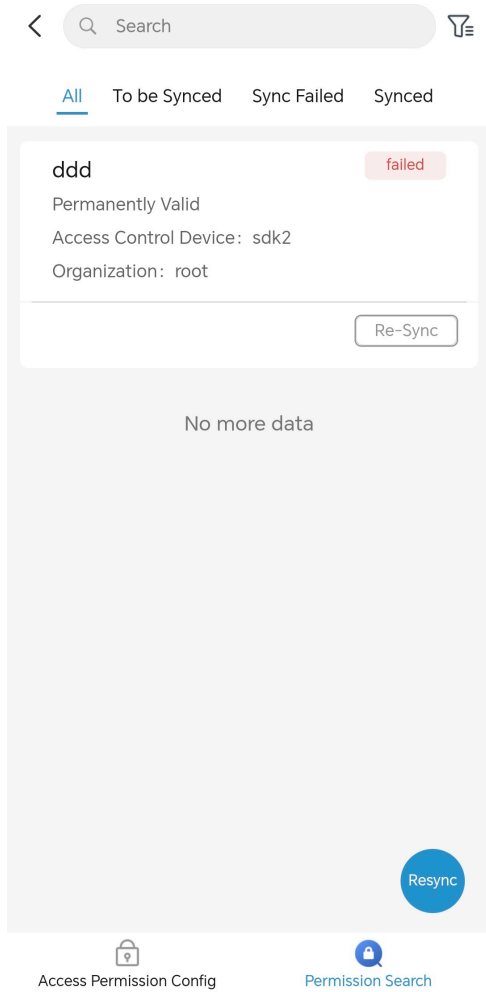 Search
All To be Synced Sync Failed Synced
ddd failed
Permanently Valid
Access Control Device: sdk2
Organization: root
Re-Sync
No more data
Resync
Access Permission Config Permission Search